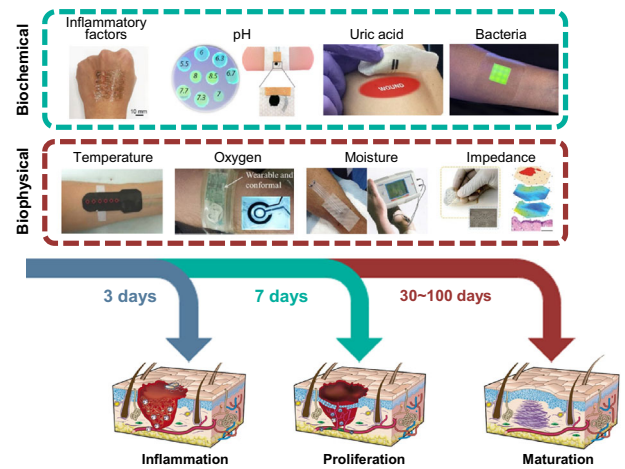 Biochemical
Inflammatory
factors
10 mm
pH
6
5.5
6.3
8
8.5
6.7
7.7
7.3
7
Uric acid
WOUND
Bacteria
Biophysical
Temperature
Oxygen
Wearable and
conformal
Moisture
Impedance
3 days
7 days
30~100 days
Inflammation
Proliferation
Maturation